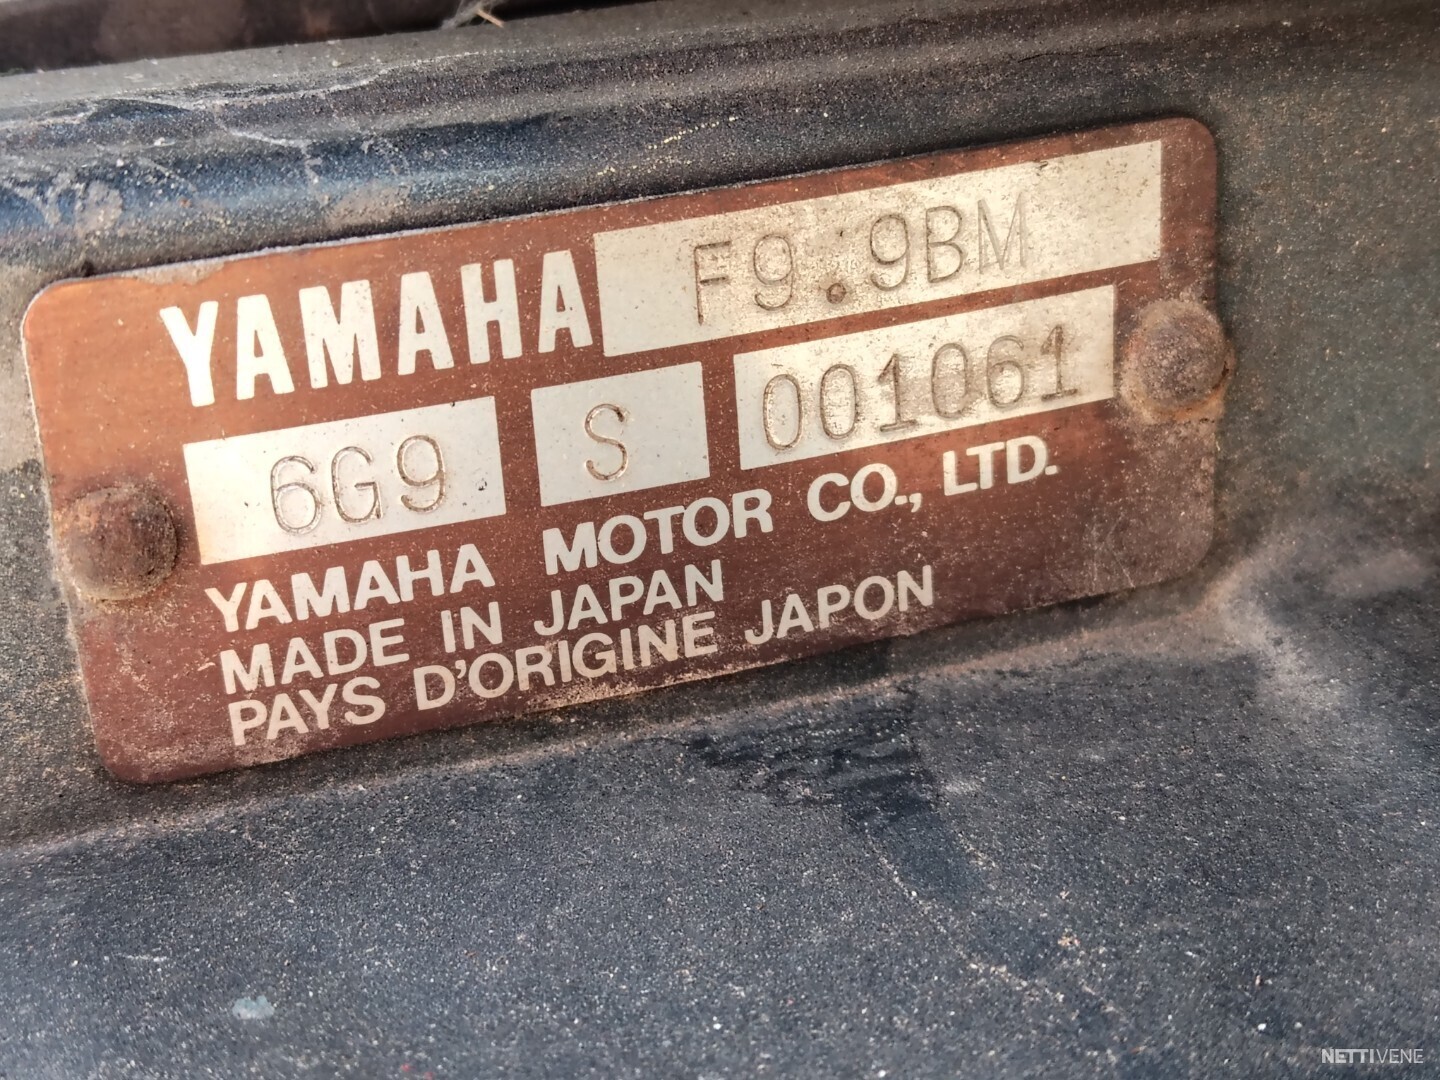 YAMAHA F9.9BM
6G9 S 001061
YAMAHA MOTOR CO., LTD.
MADE IN JAPAN
PAYS D'ORIGINE JAPON
NETTIVENE